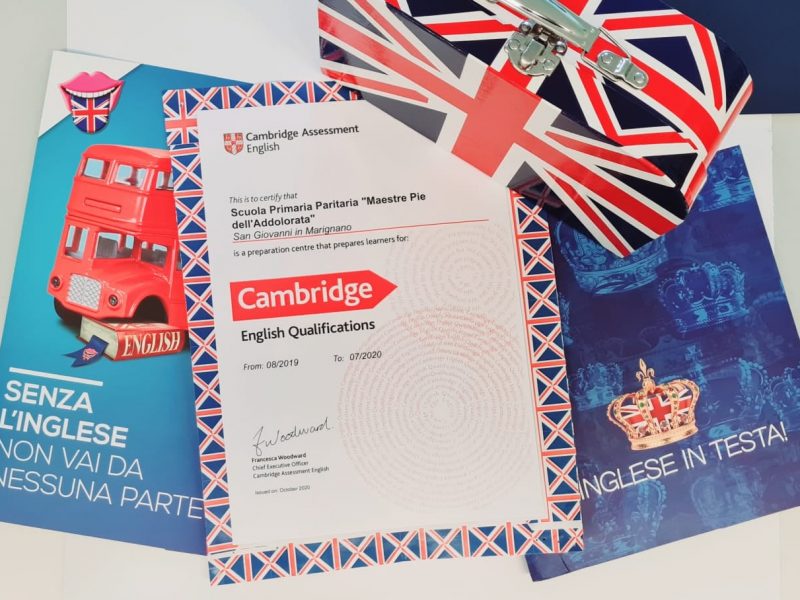 Cambridge Assessment
English
This is to certify that
Scuola Primaria Paritaria "Maestre Pie
dell'Addolorata"
San Giovanni in Marignano
is a preparation centre that prepares learners for:
Cambridge
English Qualifications
From: 08/2019 To: 07/2020
F Woodward
Francesca Woodward
Chief Executive Officer
Cambridge Assessment English
Issued on: October 2020
ENGLISH
SENZA
L'INGLESE
NON VAI DA
NESSUNA PARTE
INGLESE IN TESTA!